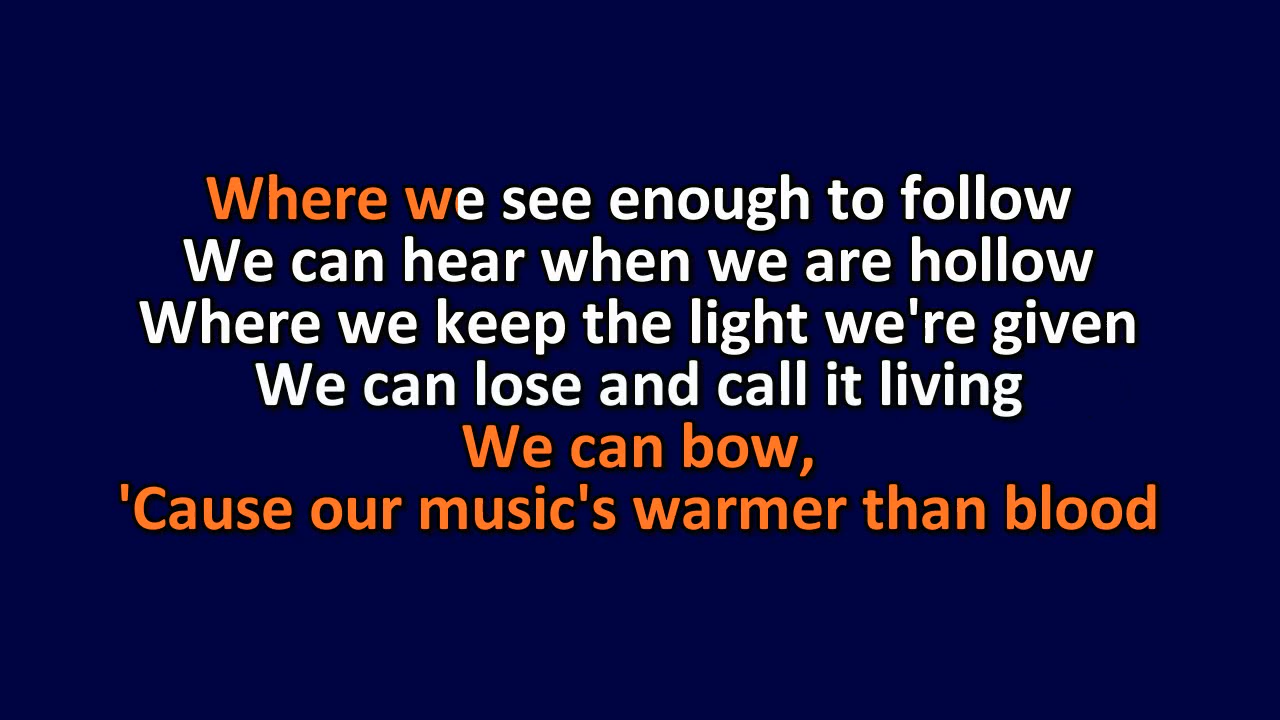 Where we see enough to follow
We can hear when we are hollow
Where we keep the light we're given
We can lose and call it living
We can bow,
'Cause our music's warmer than blood